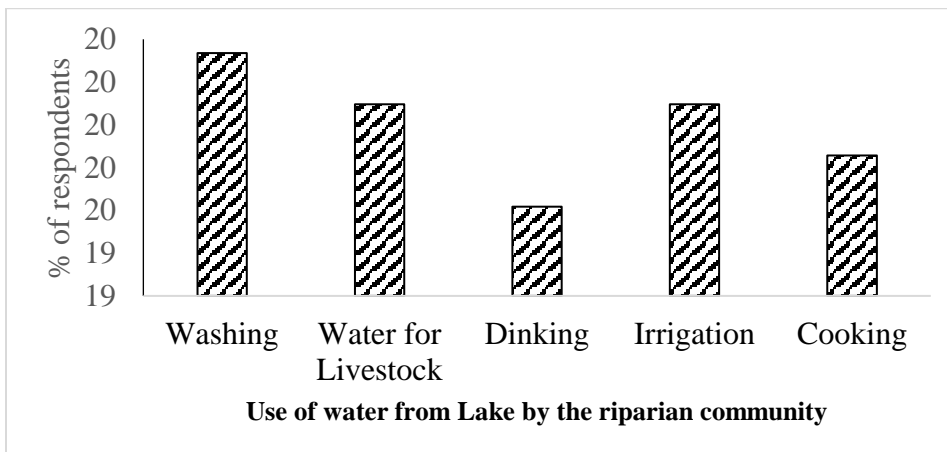 20
20
20
20
20
19
19
% of respondents
Washing
Water for
Livestock
Dinking
Irrigation
Cooking
Use of water from Lake by the riparian community